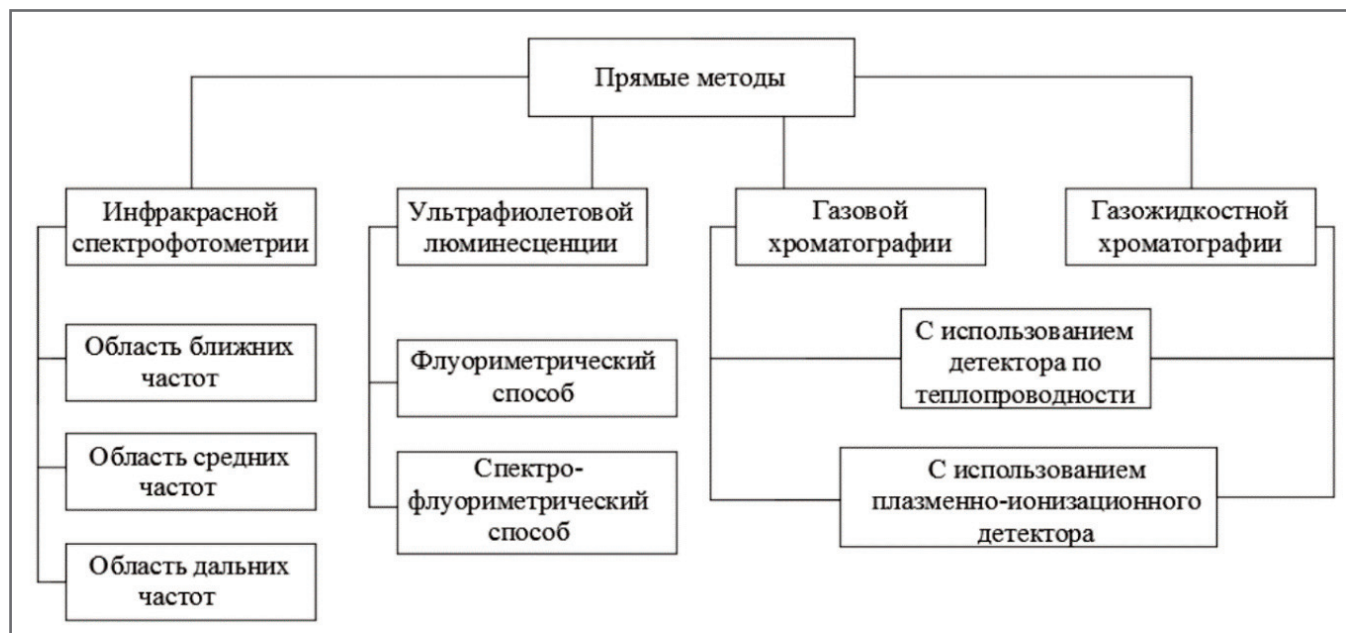 Прямые методы
Инфракрасной
спектрофотометрии
Ультрафиолетовой
люминесценции
Газовой
хроматографии
Газожидкостной
хроматографии
Область ближних
частот
Флуориметрический
способ
С использованием
детектора по
теплопроводности
Область средних
частот
Спектро-
флуориметрический
способ
С использованием
плазменно-ионизационного
детектора
Область дальних
частот